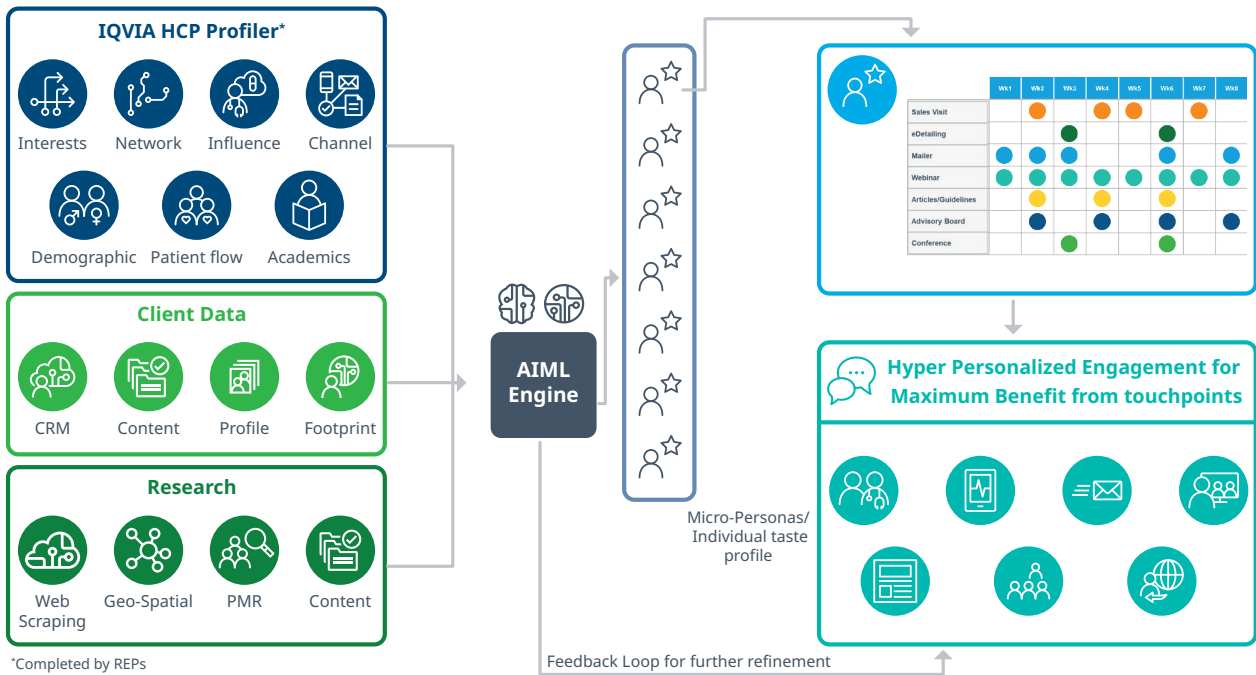 IQVIA HCP Profiler*
Interests
Network
Influence
Channel
Demographic
Patient flow
Academics
Client Data
CRM
Content
Profile
Footprint
Research
Web
Scraping
Geo-Spatial
PMR
Content
*Completed by REPs
AIML
Engine
Micro-Personas/
Individual taste
profile
Wk1 Wk2 Wk3 Wk4 Wk5 Wk6 Wk7 Wk8
Sales Visit
eDetailing
Mailer
Webinar
Articles/Guidelines
Advisory Board
Conference
Hyper Personalized Engagement for
Maximum Benefit from touchpoints
Feedback Loop for further refinement